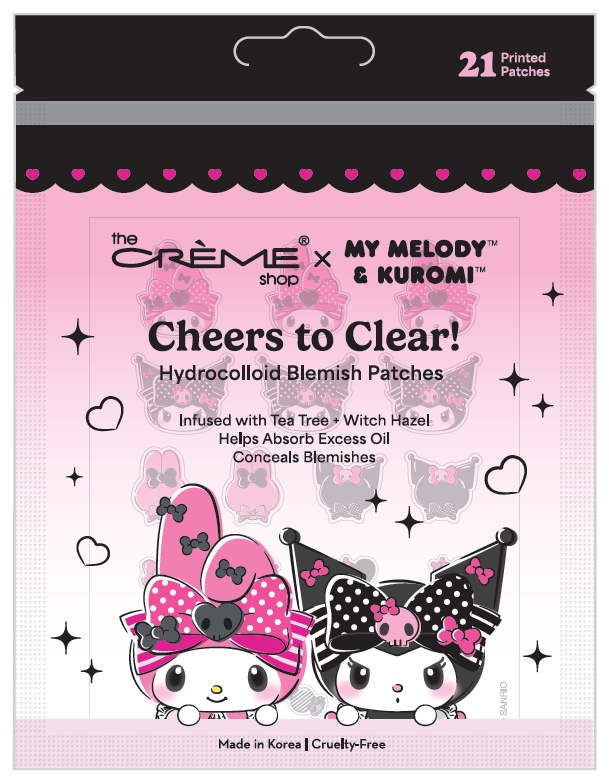 21 Printed
Patches
the
CRÈME®
shop
x
MY MELODY™
& KUROMI™
Cheers to Clear!
Hydrocolloid Blemish Patches
Infused with Tea Tree + Witch Hazel
Helps Absorb Excess Oil
Conceals Blemishes
SANRIO
Made in Korea | Cruelty-Free